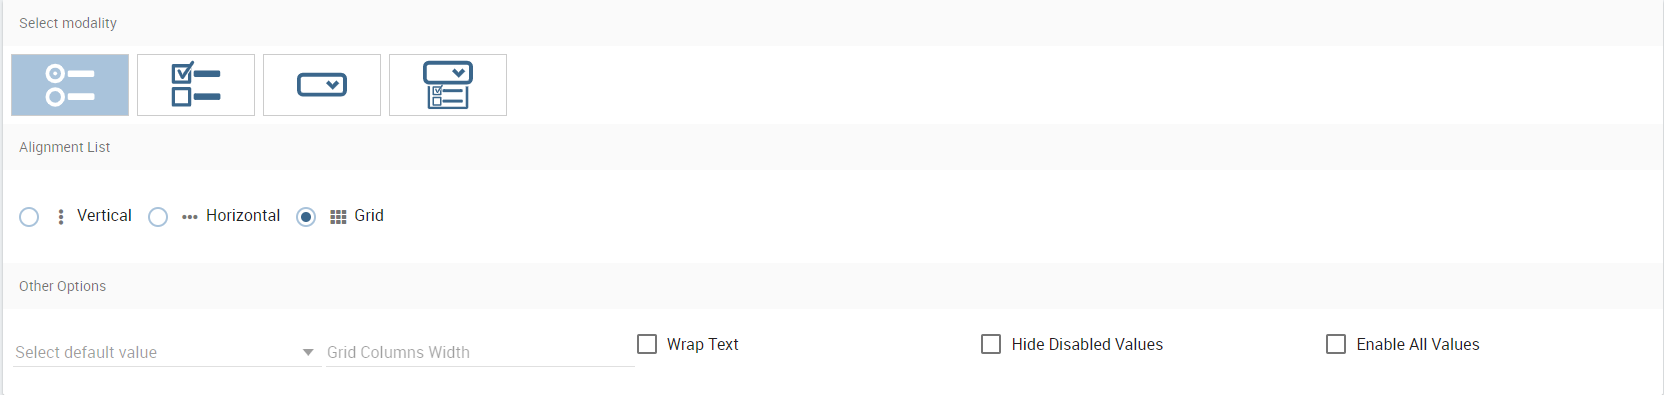 Select modality
Alignment List
Vertical Horizontal Grid
Other Options
Select default value Grid Columns Width Wrap Text Hide Disabled Values Enable All Values